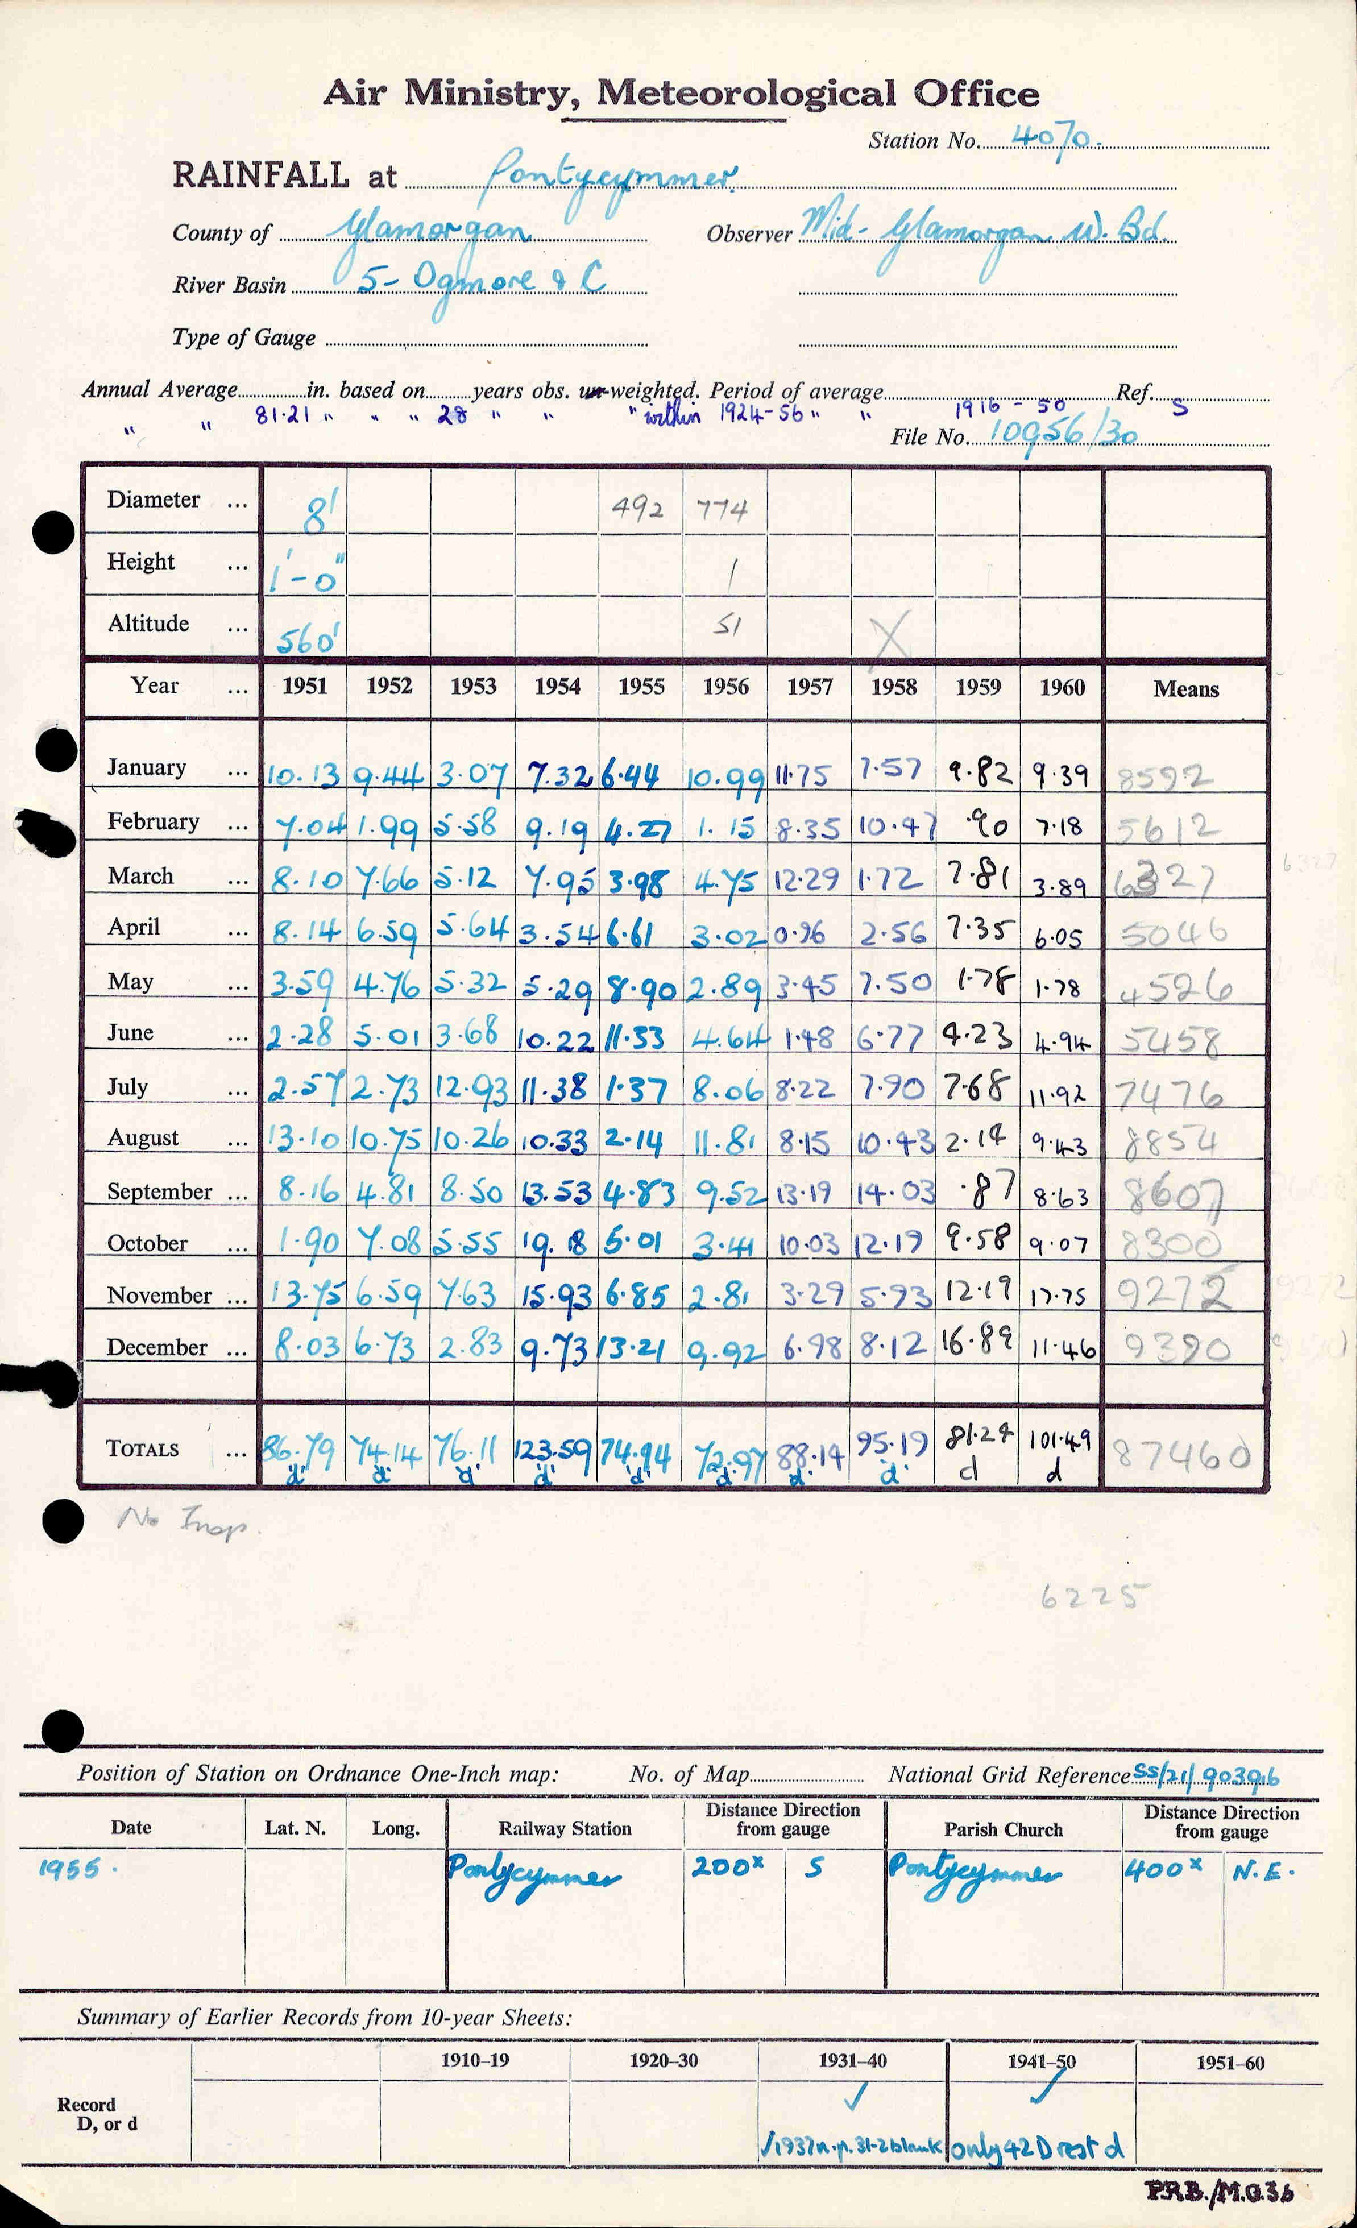 Air Ministry, Meteorological Office
Station No. 4070.
RAINFALL at Pontycymmer.
County of Glamorgan Observer Mid-Glamorgan W. Bd.
River Basin 5- Ogmore & C
Type of Gauge
Annual Average in. based on years obs. un-weighted. Period of average Ref.
" " 81.21 " " " 28 " " " within 1924-56 " " 1916 - 50 S
File No. 10956/30
Diameter ... 8' 492 774
Height ... 1'-0" 1
Altitude ... 560' 51 X
Year ... 1951 1952 1953 1954 1955 1956 1957 1958 1959 1960 Means
January ... 10.13 9.44 3.07 7.32 6.44 10.99 11.75 7.57 9.82 9.39 8592
February ... 7.04 1.99 5.58 9.19 4.27 1.15 8.35 10.47 .90 7.18 5612
March ... 8.10 7.66 5.12 7.95 3.98 4.75 12.29 1.72 7.81 3.89 6327 6327
April ... 8.14 6.59 5.64 3.54 6.61 3.02 0.96 2.56 7.35 6.05 5046
May ... 3.59 4.76 5.32 5.29 8.90 2.89 3.45 7.50 1.78 1.78 4526
June ... 2.28 5.01 3.68 10.22 11.33 4.64 1.48 6.77 4.23 4.94 5458
July ... 2.57 2.73 12.93 11.38 1.37 8.06 8.22 7.90 7.68 11.92 7476
August ... 13.10 10.75 10.26 10.33 2.14 11.81 8.15 10.43 2.14 9.43 8854
September ... 8.16 4.81 8.50 13.53 4.83 9.52 13.19 14.03 .87 8.63 8607
October ... 1.90 7.08 5.55 19.18 5.01 3.41 10.03 12.19 9.58 9.07 8300
November ... 13.75 6.59 7.63 15.93 6.85 2.81 3.29 5.93 12.19 17.75 9272 9272
December ... 8.03 6.73 2.83 9.73 13.21 9.92 6.98 8.12 16.89 11.46 9390
TOTALS ... 86.79 74.14 76.11 123.59 74.94 72.97 88.14 95.19 81.24 101.49 87460
d d d d d d d d d d
No Insp.
6225
Position of Station on Ordnance One-Inch map: No. of Map National Grid Reference SS/21/903916
Date Lat. N. Long. Railway Station Distance Direction from gauge Parish Church Distance Direction from gauge
1955. Pontycymmer 200x S Pontycymmer 400x N.E.
Summary of Earlier Records from 10-year Sheets:
1910–19 1920–30 1931–40 1941–50 1951–60
Record D, or d ✓ ✓
/1937 n.p. 31-2 blank only 42 D rest d
P.R.B./M.O.36